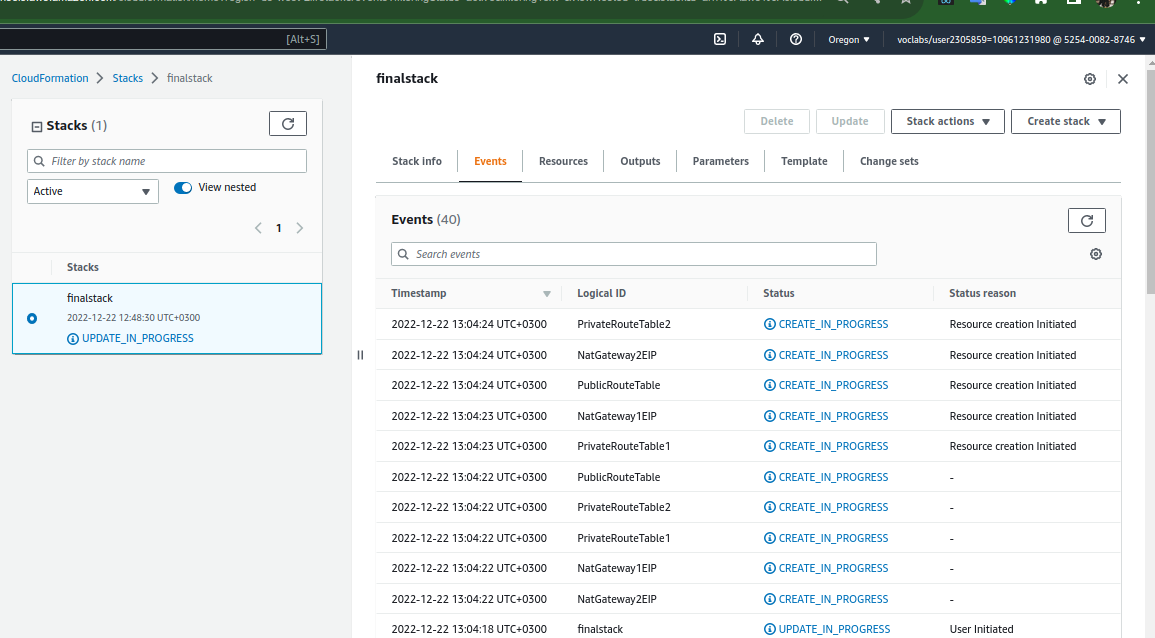 [Alt+S]
Oregon
voclabs/user2305859=10961231980 @ 5254-0082-8746
CloudFormation
Stacks
finalstack
Stacks (1)
Filter by stack name
Active
View nested
1
Stacks
finalstack
2022-12-22 12:48:30 UTC+0300
UPDATE_IN_PROGRESS
finalstack
Delete
Update
Stack actions
Create stack
Stack info
Events
Resources
Outputs
Parameters
Template
Change sets
Events (40)
Search events
Timestamp Logical ID Status Status reason
2022-12-22 13:04:24 UTC+0300 PrivateRouteTable2 CREATE_IN_PROGRESS Resource creation Initiated
2022-12-22 13:04:24 UTC+0300 NatGateway2EIP CREATE_IN_PROGRESS Resource creation Initiated
2022-12-22 13:04:24 UTC+0300 PublicRouteTable CREATE_IN_PROGRESS Resource creation Initiated
2022-12-22 13:04:23 UTC+0300 NatGateway1EIP CREATE_IN_PROGRESS Resource creation Initiated
2022-12-22 13:04:23 UTC+0300 PrivateRouteTable1 CREATE_IN_PROGRESS Resource creation Initiated
2022-12-22 13:04:22 UTC+0300 PublicRouteTable CREATE_IN_PROGRESS -
2022-12-22 13:04:22 UTC+0300 PrivateRouteTable2 CREATE_IN_PROGRESS -
2022-12-22 13:04:22 UTC+0300 PrivateRouteTable1 CREATE_IN_PROGRESS -
2022-12-22 13:04:22 UTC+0300 NatGateway1EIP CREATE_IN_PROGRESS -
2022-12-22 13:04:22 UTC+0300 NatGateway2EIP CREATE_IN_PROGRESS -
2022-12-22 13:04:18 UTC+0300 finalstack UPDATE_IN_PROGRESS User Initiated